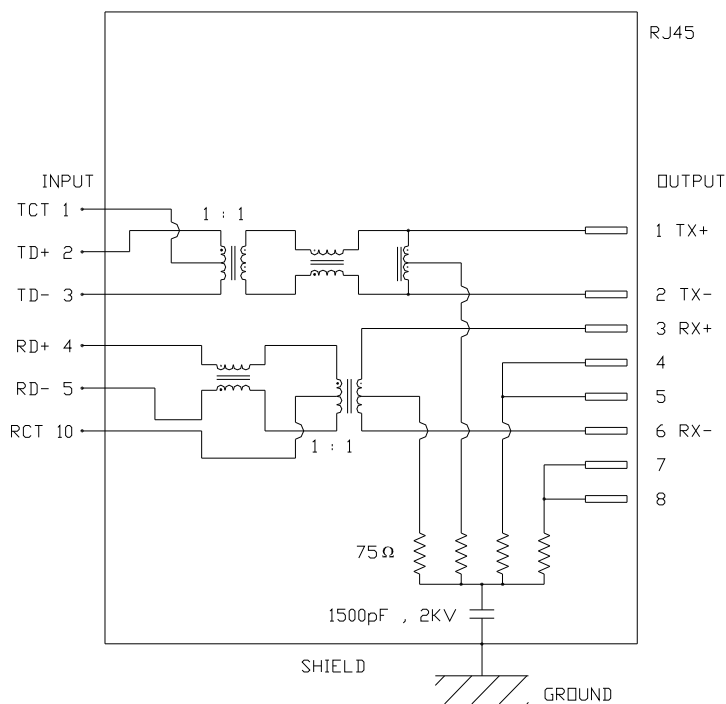 RJ45
INPUT
OUTPUT
TCT 1
1 : 1
1 TX+
TD+ 2
TD- 3
2 TX-
3 RX+
RD+ 4
4
RD- 5
5
RCT 10
6 RX-
1 : 1
7
8
75Ω
1500pF , 2KV
SHIELD
GROUND